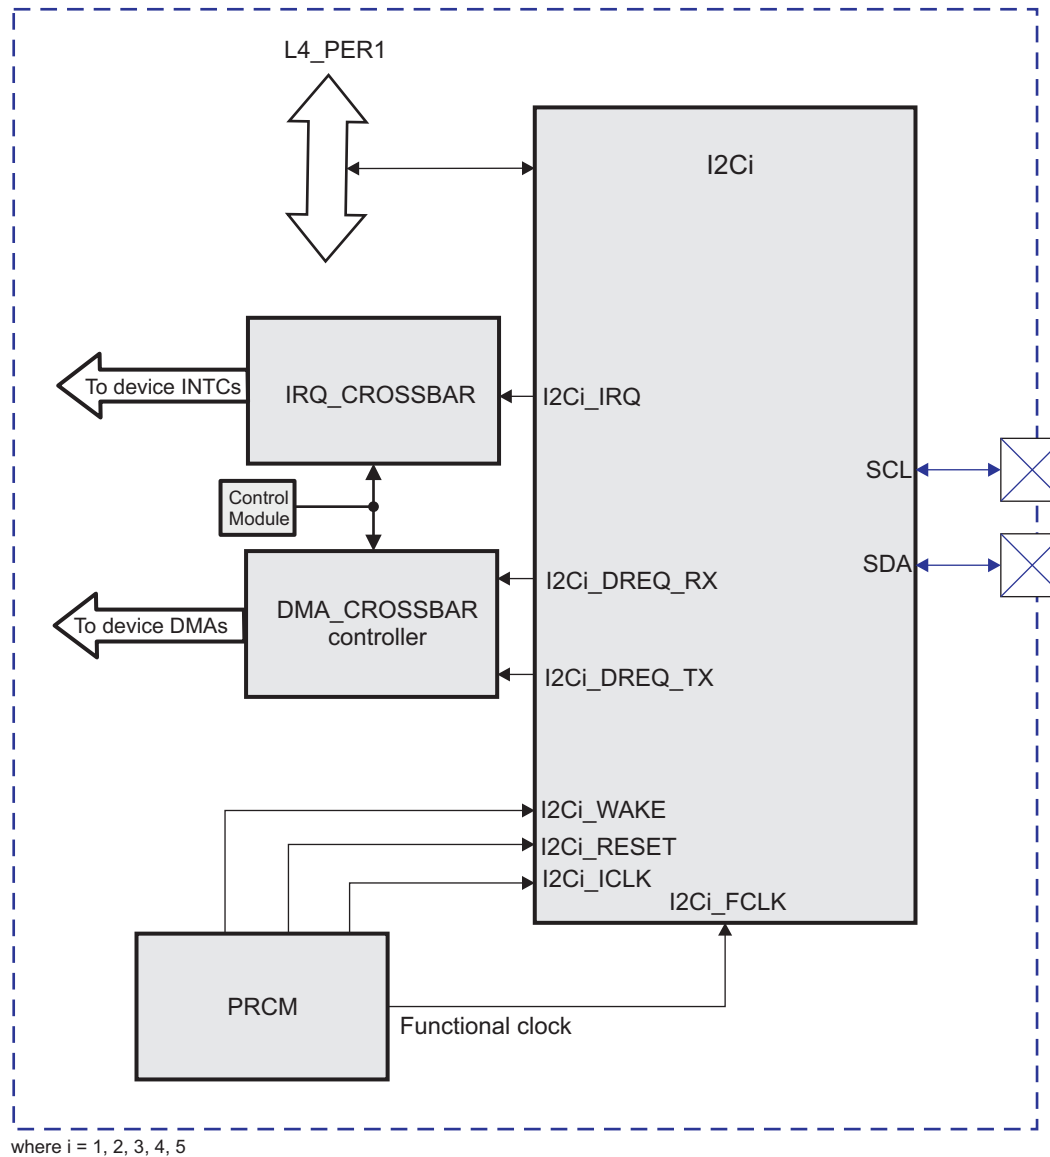 L4_PER1
I2Ci
To device INTCs
IRQ_CROSSBAR
I2Ci_IRQ
SCL
Control
Module
SDA
I2Ci_DREQ_RX
DMA_CROSSBAR
controller
To device DMAs
I2Ci_DREQ_TX
I2Ci_WAKE
I2Ci_RESET
I2Ci_ICLK
I2Ci_FCLK
PRCM
Functional clock
where i = 1, 2, 3, 4, 5